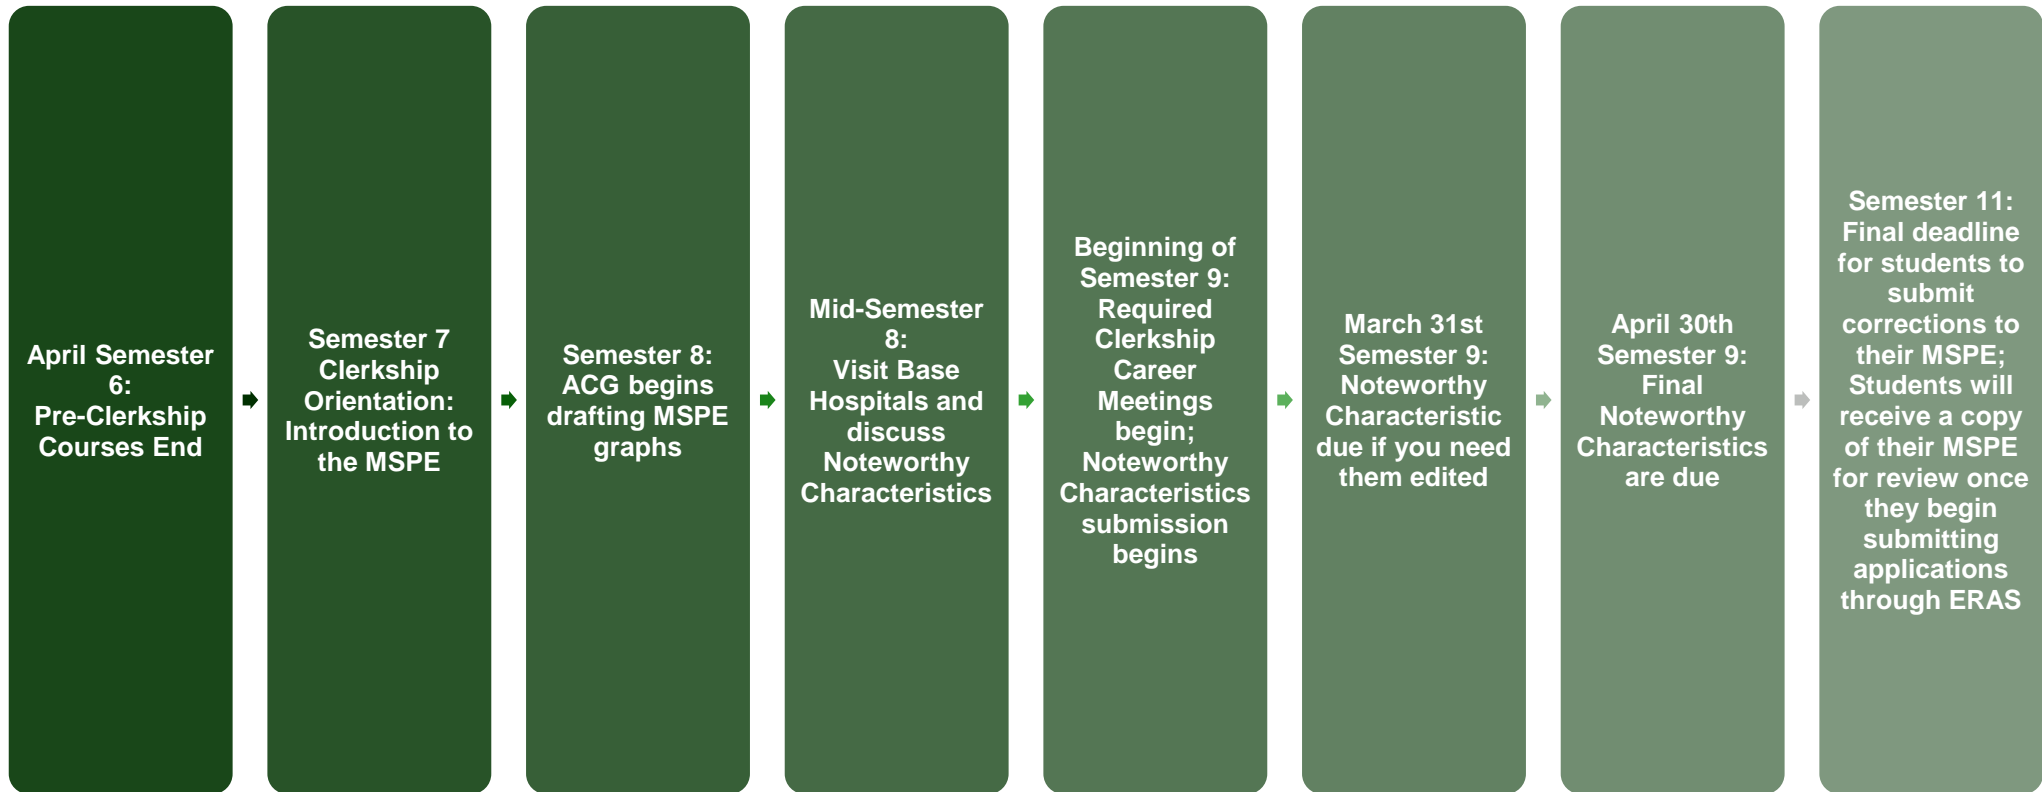 April Semester
6:
Pre-Clerkship
Courses End
Semester 7
Clerkship
Orientation:
Introduction to
the MSPE
Semester 8:
ACG begins
drafting MSPE
graphs
Mid-Semester
8:
Visit Base
Hospitals and
discuss
Noteworthy
Characteristics
Beginning of
Semester 9:
Required
Clerkship
Career
Meetings
begin;
Noteworthy
Characteristics
submission
begins
March 31st
Semester 9:
Noteworthy
Characteristic
due if you need
them edited
April 30th
Semester 9:
Final
Noteworthy
Characteristics
are due
Semester 11:
Final deadline
for students to
submit
corrections to
their MSPE;
Students will
receive a copy
of their MSPE
for review once
they begin
submitting
applications
through ERAS